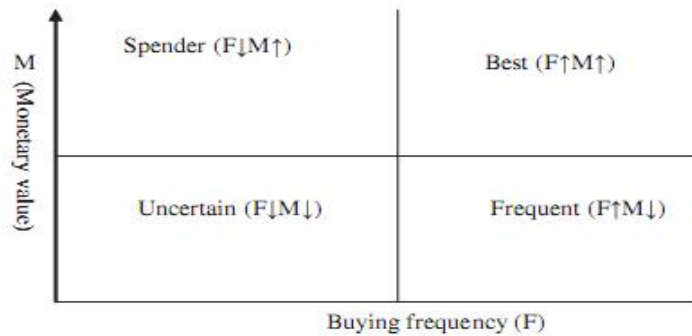 Spender (F↓M↑)
Best (F↑M↑)
M (Monetary value)
Uncertain (F↓M↓)
Frequent (F↑M↓)
Buying frequency (F)